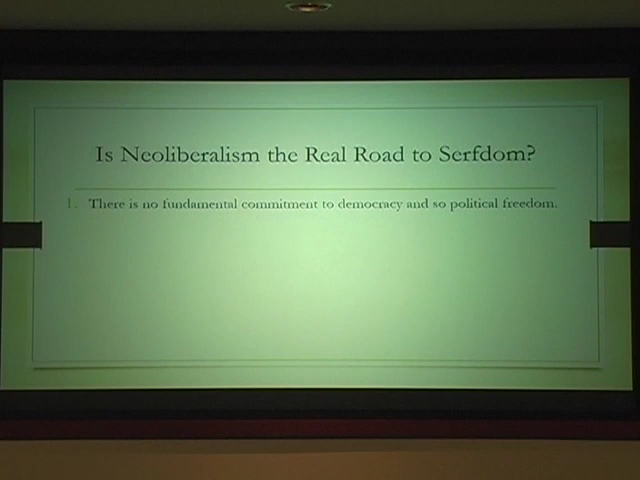 Is Neoliberalism the Real Road to Serfdom?
1. There is no fundamental commitment to democracy and so political freedom.